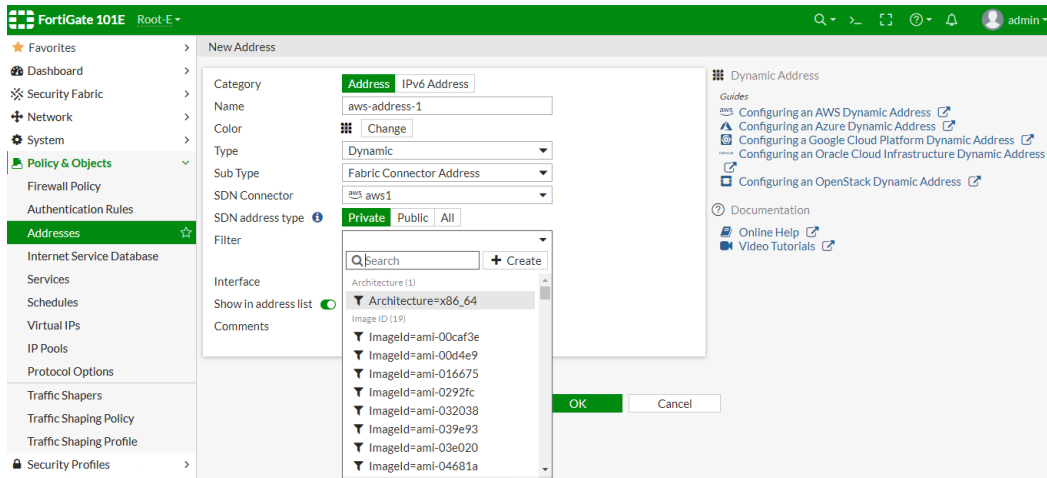 FortiGate 101E Root-E
admin
Favorites
Dashboard
Security Fabric
Network
System
Policy & Objects
Firewall Policy
Authentication Rules
Addresses
Internet Service Database
Services
Schedules
Virtual IPs
IP Pools
Protocol Options
Traffic Shapers
Traffic Shaping Policy
Traffic Shaping Profile
Security Profiles
New Address
Category Address IPv6 Address
Name aws-address-1
Color Change
Type Dynamic
Sub Type Fabric Connector Address
SDN Connector aws aws1
SDN address type Private Public All
Filter
Search + Create
Architecture (1)
Architecture=x86_64
Image ID (19)
ImageId=ami-00caf3e
ImageId=ami-00d4e9
ImageId=ami-016675
ImageId=ami-0292fc
ImageId=ami-032038
ImageId=ami-039e93
ImageId=ami-03e020
ImageId=ami-04681a
Interface
Show in address list
Comments
OK Cancel
Dynamic Address
Guides
aws Configuring an AWS Dynamic Address
Configuring an Azure Dynamic Address
Configuring a Google Cloud Platform Dynamic Address
Configuring an Oracle Cloud Infrastructure Dynamic Address
Configuring an OpenStack Dynamic Address
Documentation
Online Help
Video Tutorials